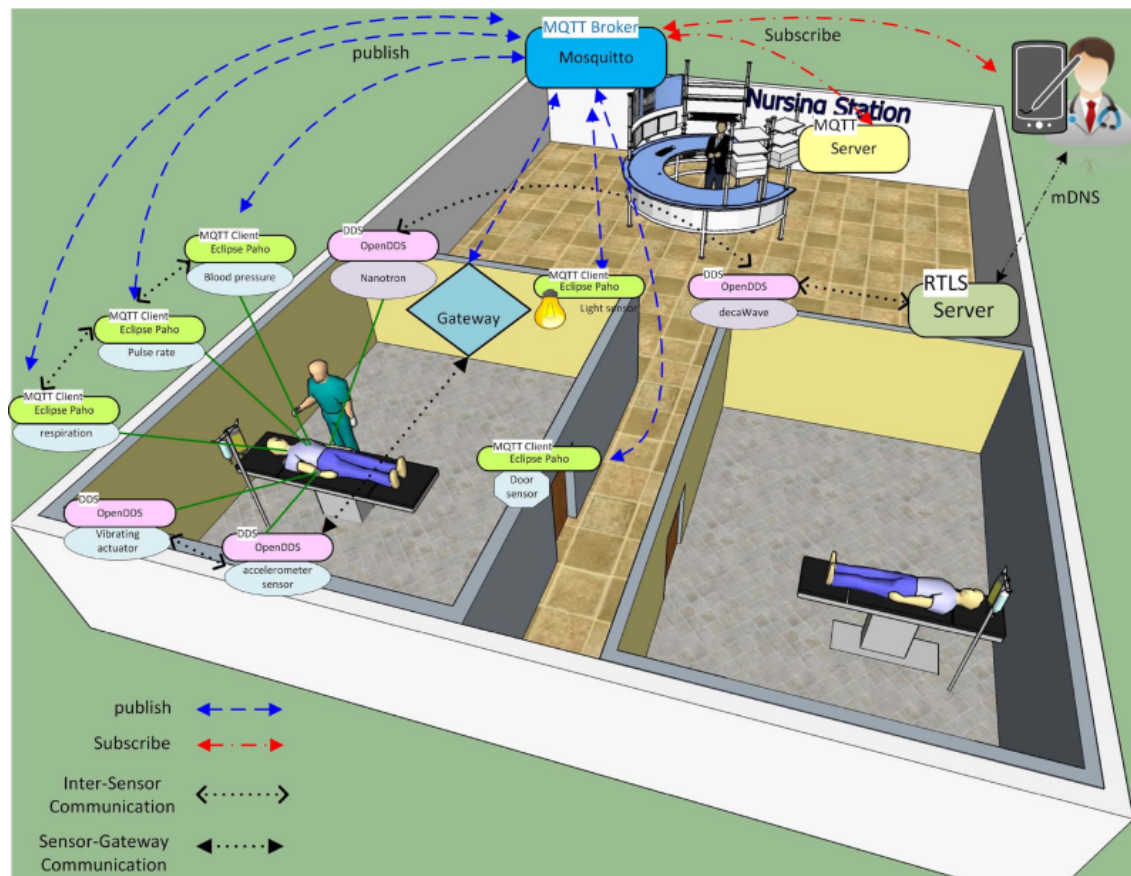 MQTT Broker
Mosquitto
publish
Subscribe
Nursing Station
MQTT
Server
mDNS
MQTT Client
Eclipse Paho
Blood pressure
DDS
OpenDDS
Nanotron
MQTT Client
Eclipse Paho
Light sensor
DDS
OpenDDS
decaWave
RTLS
Server
MQTT Client
Eclipse Paho
Pulse rate
Gateway
MQTT Client
Eclipse Paho
respiration
MQTT Client
Eclipse Paho
Door
sensor
DDS
OpenDDS
Vibrating
actuator
DDS
OpenDDS
accelerometer
sensor
publish
Subscribe
Inter-Sensor
Communication
Sensor-Gateway
Communication